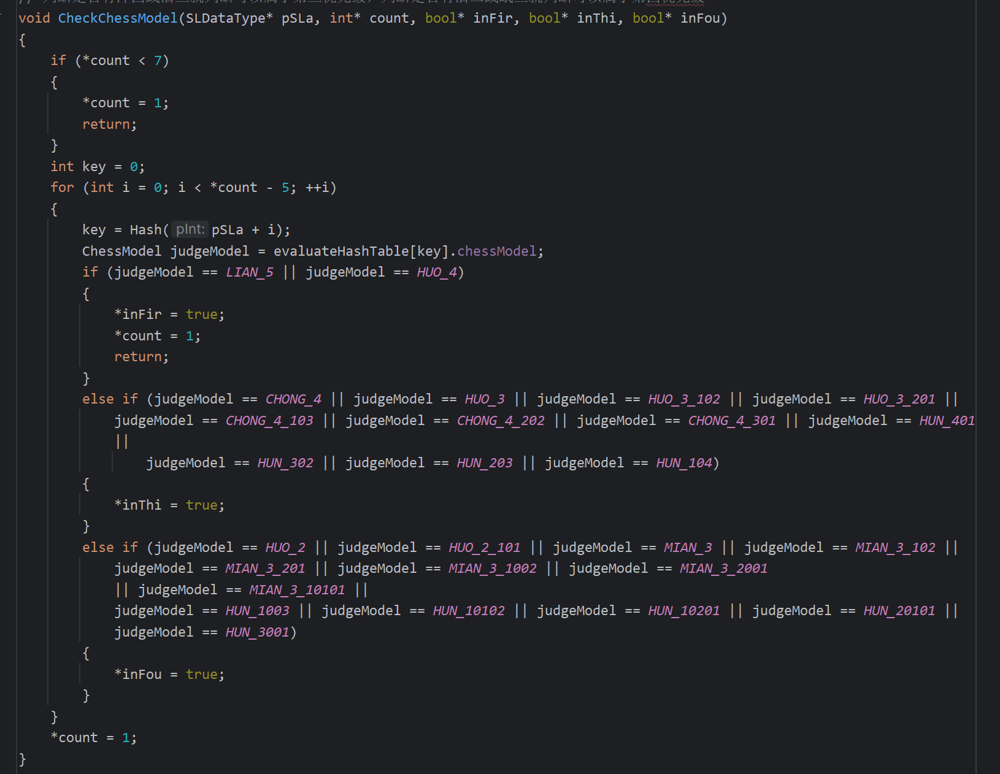 void CheckChessModel(SLDataType* pSLa, int* count, bool* inFir, bool* inThi, bool* inFou)
{
    if (*count < 7)
    {
        *count = 1;
        return;
    }
    int key = 0;
    for (int i = 0; i < *count - 5; ++i)
    {
        key = Hash( pInt: pSLa + i);
        ChessModel judgeModel = evaluateHashTable[key].chessModel;
        if (judgeModel == LIAN_5 || judgeModel == HUO_4)
        {
            *inFir = true;
            *count = 1;
            return;
        }
        else if (judgeModel == CHONG_4 || judgeModel == HUO_3 || judgeModel == HUO_3_102 || judgeModel == HUO_3_201 ||
            judgeModel == CHONG_4_103 || judgeModel == CHONG_4_202 || judgeModel == CHONG_4_301 || judgeModel == HUN_401
            ||
                judgeModel == HUN_302 || judgeModel == HUN_203 || judgeModel == HUN_104)
        {
            *inThi = true;
        }
        else if (judgeModel == HUO_2 || judgeModel == HUO_2_101 || judgeModel == MIAN_3 || judgeModel == MIAN_3_102 ||
            judgeModel == MIAN_3_201 || judgeModel == MIAN_3_1002 || judgeModel == MIAN_3_2001
            || judgeModel == MIAN_3_10101 ||
            judgeModel == HUN_1003 || judgeModel == HUN_10102 || judgeModel == HUN_10201 || judgeModel == HUN_20101 ||
            judgeModel == HUN_3001)
        {
            *inFou = true;
        }
    }
    *count = 1;
}